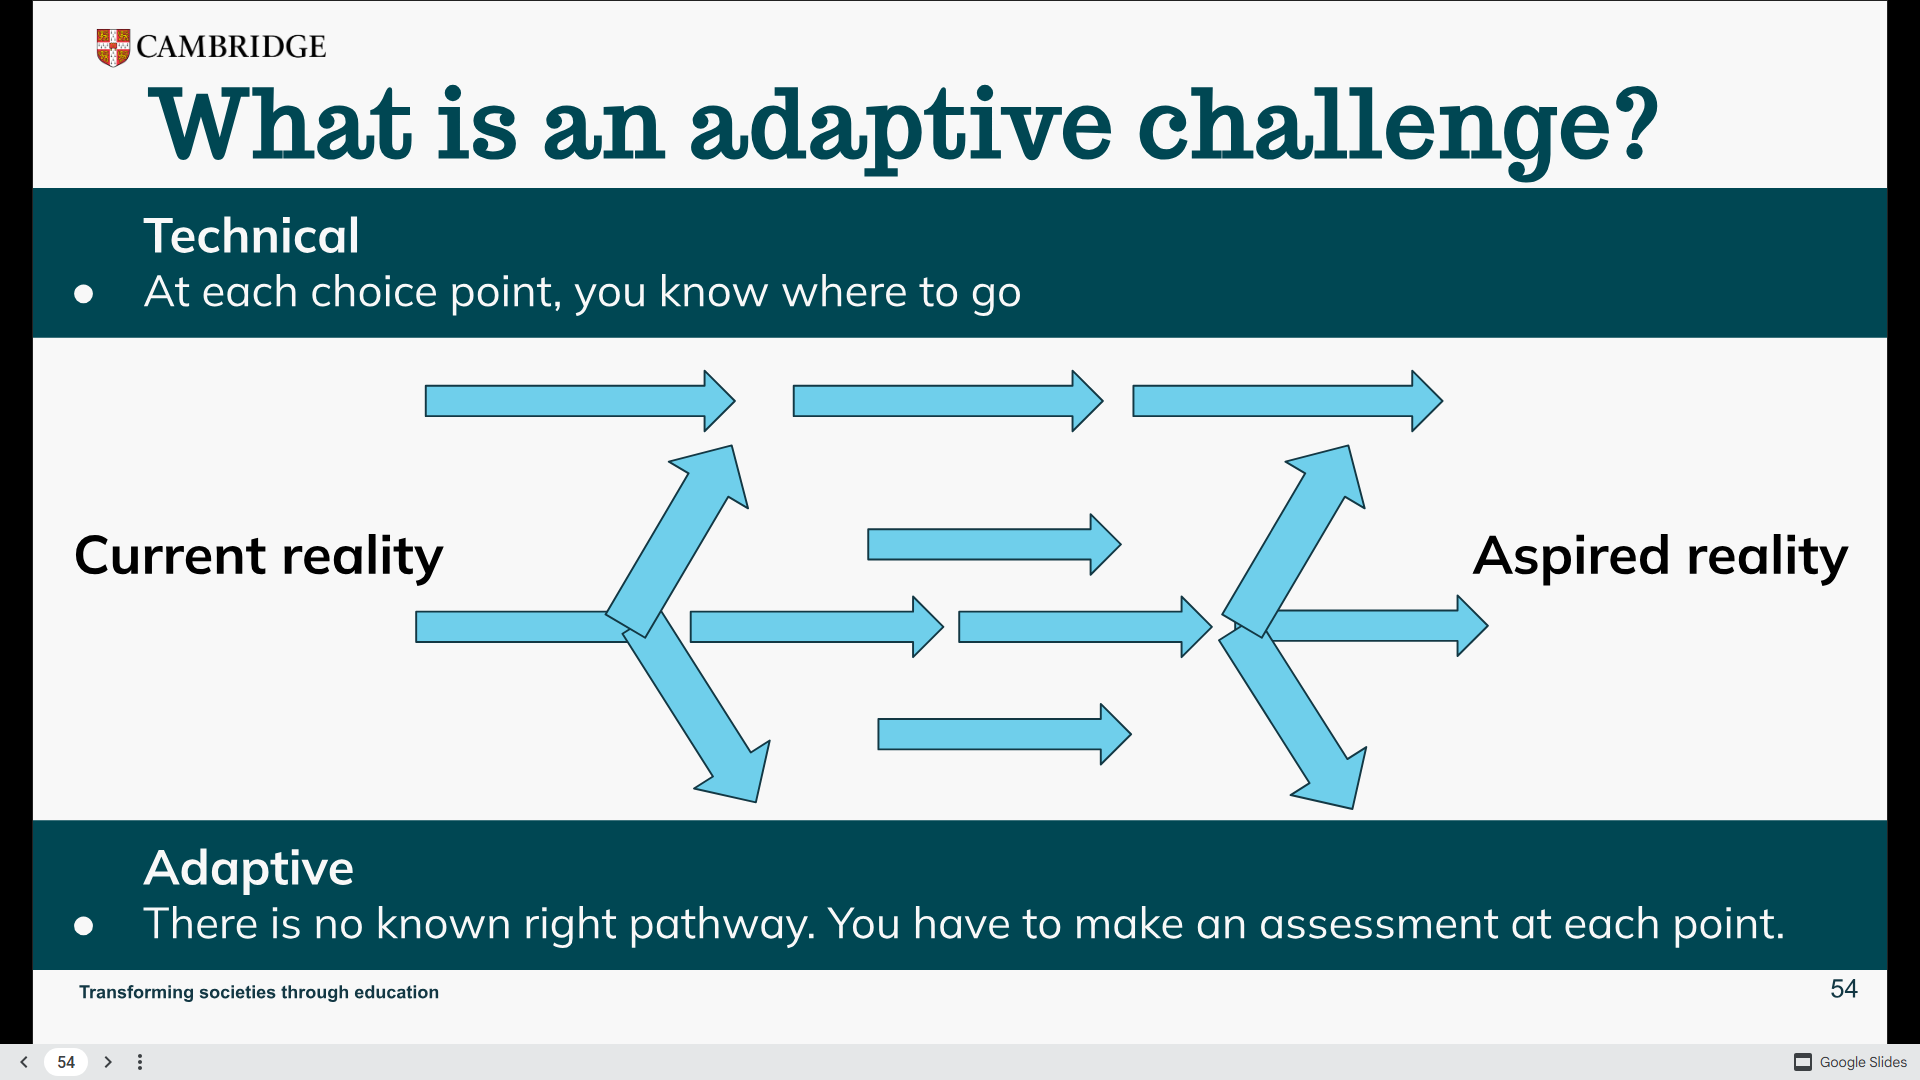 CAMBRIDGE
What is an adaptive challenge?
Technical
● At each choice point, you know where to go
Current reality
Aspired reality
Adaptive
● There is no known right pathway. You have to make an assessment at each point.
Transforming societies through education
54
54
Google Slides